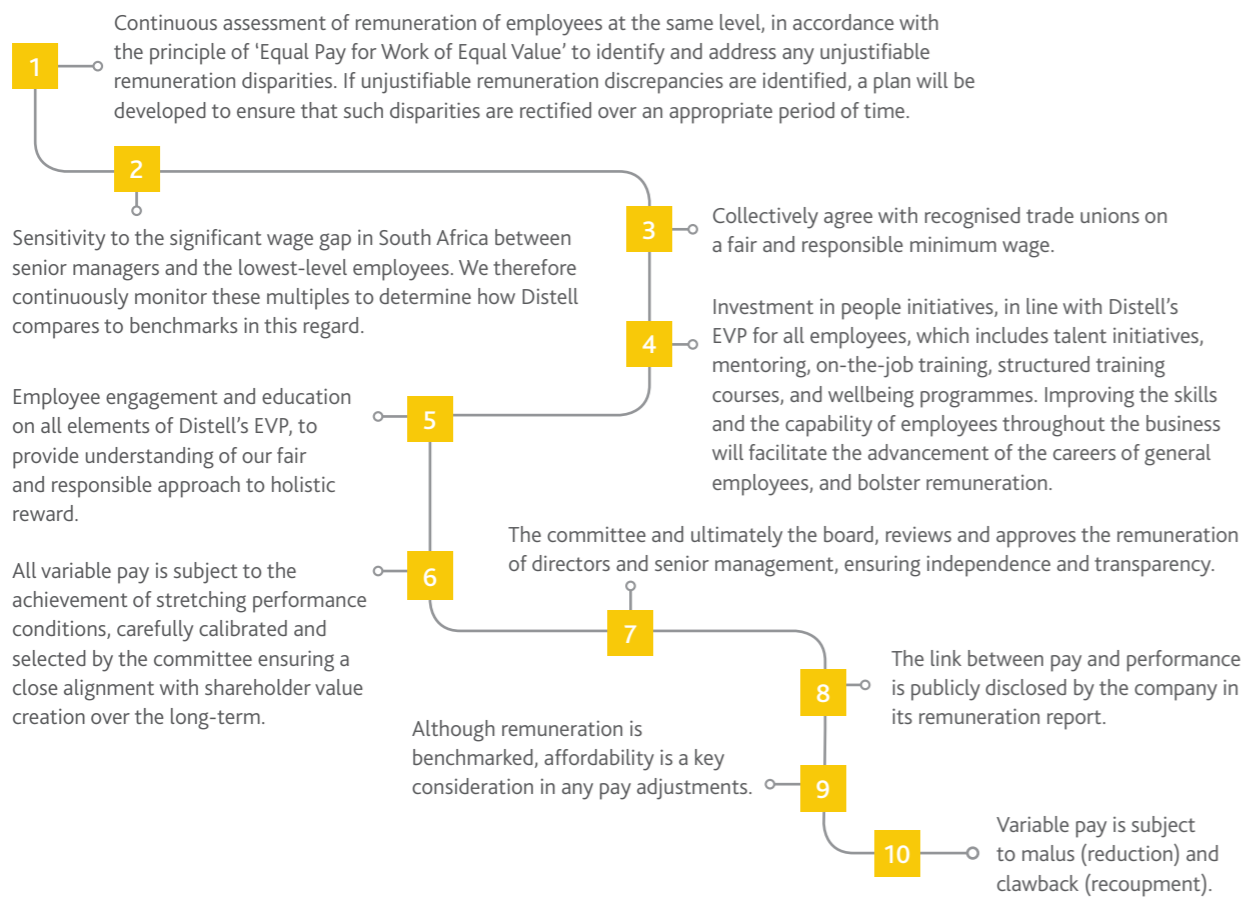 1
Continuous assessment of remuneration of employees at the same level, in accordance with
the principle of ‘Equal Pay for Work of Equal Value’ to identify and address any unjustifiable
remuneration disparities. If unjustifiable remuneration discrepancies are identified, a plan will be
developed to ensure that such disparities are rectified over an appropriate period of time.
2
Sensitivity to the significant wage gap in South Africa between
senior managers and the lowest-level employees. We therefore
continuously monitor these multiples to determine how Distell
compares to benchmarks in this regard.
3
Collectively agree with recognised trade unions on
a fair and responsible minimum wage.
4
Investment in people initiatives, in line with Distell’s
EVP for all employees, which includes talent initiatives,
mentoring, on-the-job training, structured training
courses, and wellbeing programmes. Improving the skills
and the capability of employees throughout the business
will facilitate the advancement of the careers of general
employees, and bolster remuneration.
5
Employee engagement and education
on all elements of Distell’s EVP, to
provide understanding of our fair
and responsible approach to holistic
reward.
6
All variable pay is subject to the
achievement of stretching performance
conditions, carefully calibrated and
selected by the committee ensuring a
close alignment with shareholder value
creation over the long-term.
7
The committee and ultimately the board, reviews and approves the remuneration
of directors and senior management, ensuring independence and transparency.
8
The link between pay and performance
is publicly disclosed by the company in
its remuneration report.
9
Although remuneration is
benchmarked, affordability is a key
consideration in any pay adjustments.
10
Variable pay is subject
to malus (reduction) and
clawback (recoupment).